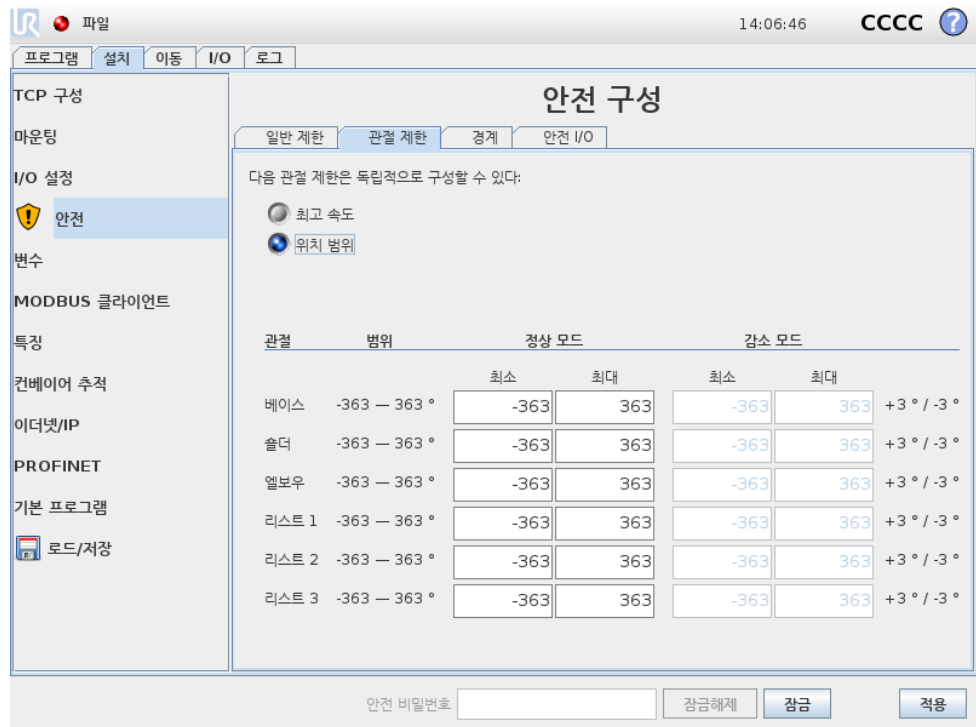 UR 파일 14:06:46 CCCC ?
프로그램 설치 이동 I/O 로그
TCP 구성
마운팅
I/O 설정
안전
변수
MODBUS 클라이언트
특징
컨베이어 추적
이더넷/IP
PROFINET
기본 프로그램
로드/저장
안전 구성
일반 제한 관절 제한 경계 안전 I/O
다음 관절 제한은 독립적으로 구성할 수 있다:
최고 속도
위치 범위
관절 범위 정상 모드 감소 모드
최소 최대 최소 최대
베이스 -363 — 363 ° -363 363 -363 363 +3 ° / -3 °
숄더 -363 — 363 ° -363 363 -363 363 +3 ° / -3 °
엘보우 -363 — 363 ° -363 363 -363 363 +3 ° / -3 °
리스트 1 -363 — 363 ° -363 363 -363 363 +3 ° / -3 °
리스트 2 -363 — 363 ° -363 363 -363 363 +3 ° / -3 °
리스트 3 -363 — 363 ° -363 363 -363 363 +3 ° / -3 °
안전 비밀번호 잠금해제 잠금 적용